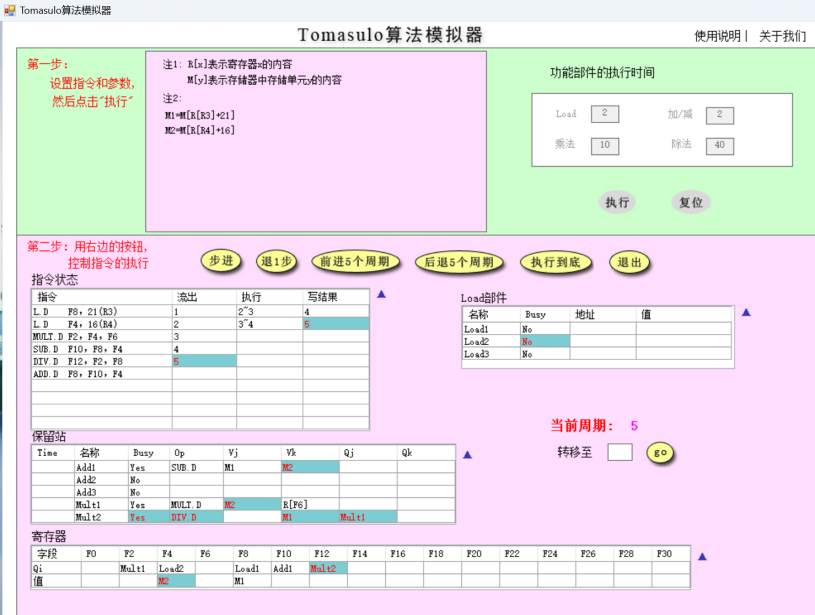 Tomasulo算法模拟器
Tomasulo算法模拟器
使用说明| 关于我们
第一步:
设置指令和参数,
然后点击"执行"
注1: R[x]表示寄存器x的内容
M[y]表示存储器中存储单元y的内容
注2:
M1=M[R[R3]+21]
M2=M[R[R4]+16]
功能部件的执行时间
Load 2 加/减 2
乘法 10 除法 40
执行 复位
第二步: 用右边的按钮,
控制指令的执行
步进 退1步 前进5个周期 后退5个周期 执行到底 退出
指令状态
指令 流出 执行 写结果
L.D F8, 21(R3) 1 2~3 4
L.D F4, 16(R4) 2 3~4 5
MULT.D F2, F4, F6 3
SUB.D F10, F8, F4 4
DIV.D F12, F2, F8 5
ADD.D F8, F10, F4
Load部件
名称 Busy 地址 值
Load1 No
Load2 No
Load3 No
当前周期: 5
转移至 go
保留站
Time 名称 Busy Op Vj Vk Qj Qk
Add1 Yes SUB.D M1 M2
Add2 No
Add3 No
Mult1 Yes MULT.D M2 R[F6]
Mult2 Yes DIV.D M1 Mult1
寄存器
字段 F0 F2 F4 F6 F8 F10 F12 F14 F16 F18 F20 F22 F24 F26 F28 F30
Qi Mult1 Load2 Load1 Add1 Mult2
值 M2 M1